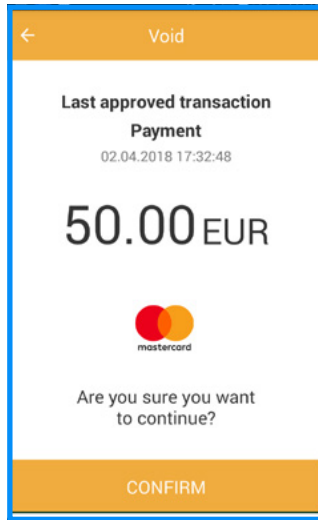 Void
Last approved transaction
Payment
02.04.2018 17:32:48
50.00 EUR
mastercard
Are you sure you want
to continue?
CONFIRM